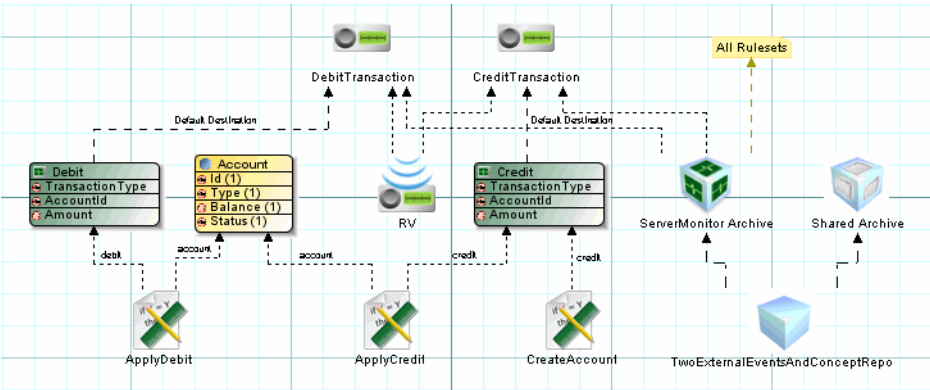 All Rulesets
DebitTransaction
CreditTransaction
Default Destination
Default Destination
Debit
TransactionType
AccountId
Amount
Account
Id (1)
Type (1)
Balance (1)
Status (1)
RV
Credit
TransactionType
AccountId
Amount
ServerMonitor Archive
Shared Archive
debit
account
account
credit
credit
ApplyDebit
ApplyCredit
CreateAccount
TwoExternalEventsAndConceptRepo